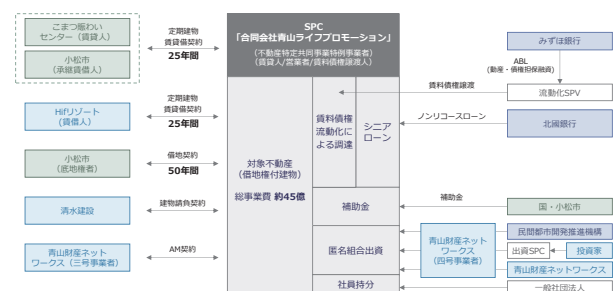 こまつ賑わい
センター（賃貸人）
小松市
（承継賃借人）
定期建物
賃貸借契約
25年間
SPC
「合同会社青山ライフプロモーション」
（不動産特定共同事業特例事業者）
（賃貸人/営業者/賃料債権譲渡人）
みずほ銀行
ABL
（動産・債権担保融資）
賃料債権譲渡
流動化SPV
Hifリゾート
（賃借人）
定期建物
賃貸借契約
25年間
賃料債権
流動化に
よる調達
シニア
ローン
ノンリコースローン
北國銀行
小松市
（底地権者）
借地契約
50年間
対象不動産
（借地権付建物）
総事業費 約45億
補助金
補助金
国・小松市
清水建設
建物請負契約
匿名組合出資
青山財産ネット
ワークス
（四号事業者）
民間都市開発推進機構
出資SPC
投資家
青山財産ネットワークス
青山財産ネット
ワークス（三号事業者）
AM契約
社員持分
一般社団法人